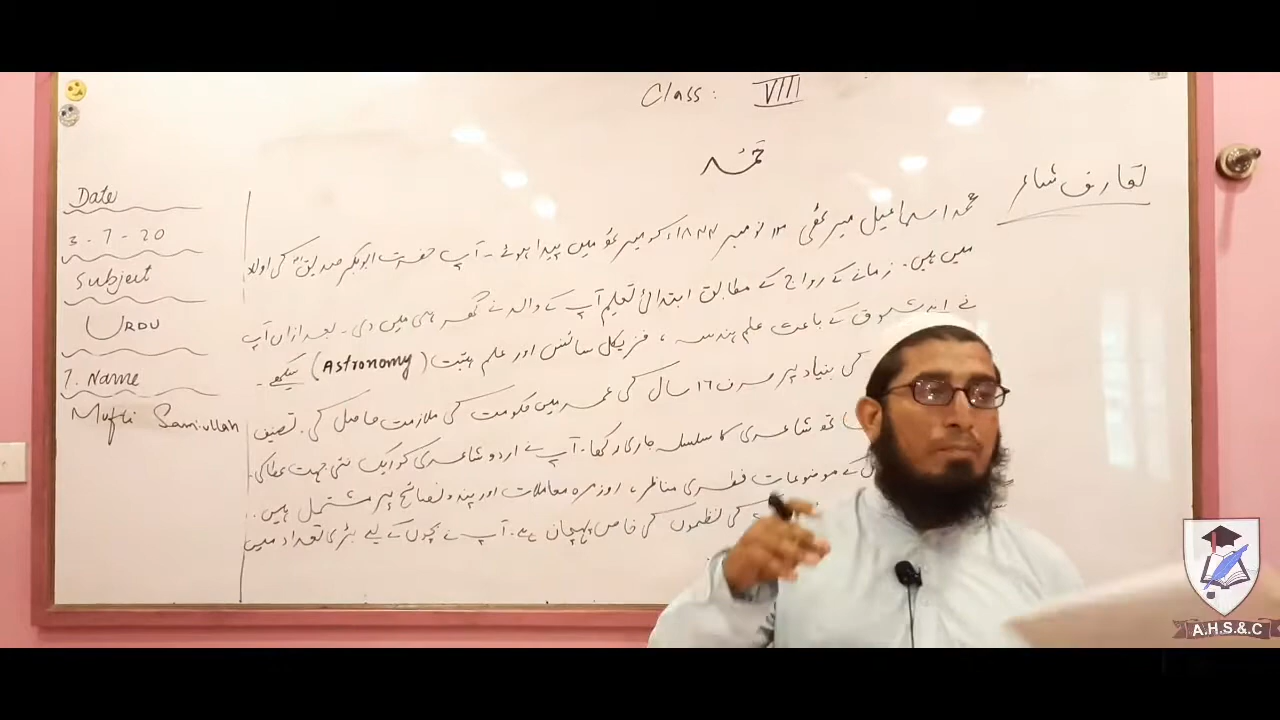 Class: VIII
حمد
تعارف شاعر
Date
3-7-20
Subject
URDU
T. Name
Mufti Samiullah
محمد اسماعیل میرٹھی ۱۲ نومبر ۱۸۴۴ء کو میرٹھ میں پیدا ہوئے۔ آپ حضرت ابوبکر صدیقؓ کی اولاد
میں ہیں۔ زمانے کے رواج کے مطابق ابتدائی تعلیم آپ کے والد نے گھر ہی میں دی۔ بعد ازاں آپ
نے اپنے شوق کے باعث علم ہندسہ ، فزیکل سائنس اور علم ہیئت (Astronomy) سیکھے۔
کی بنیاد پر صرف ۱۶ سال کی عمر میں حکومت کی ملازمت حاصل کی۔ تصنیف
ساتھ شاعری کا سلسلہ جاری رکھا۔ آپ نے اردو شاعری کو ایک نئی جہت عطا کی۔
کے موضوعات فطری مناظر ، روزمرہ معاملات اور پند و نصائح پر مشتمل ہیں۔
کی نظموں کی خاص پہچان ہے۔ آپ نے بچوں کے لیے بڑی تعداد میں
A.H.S.&C